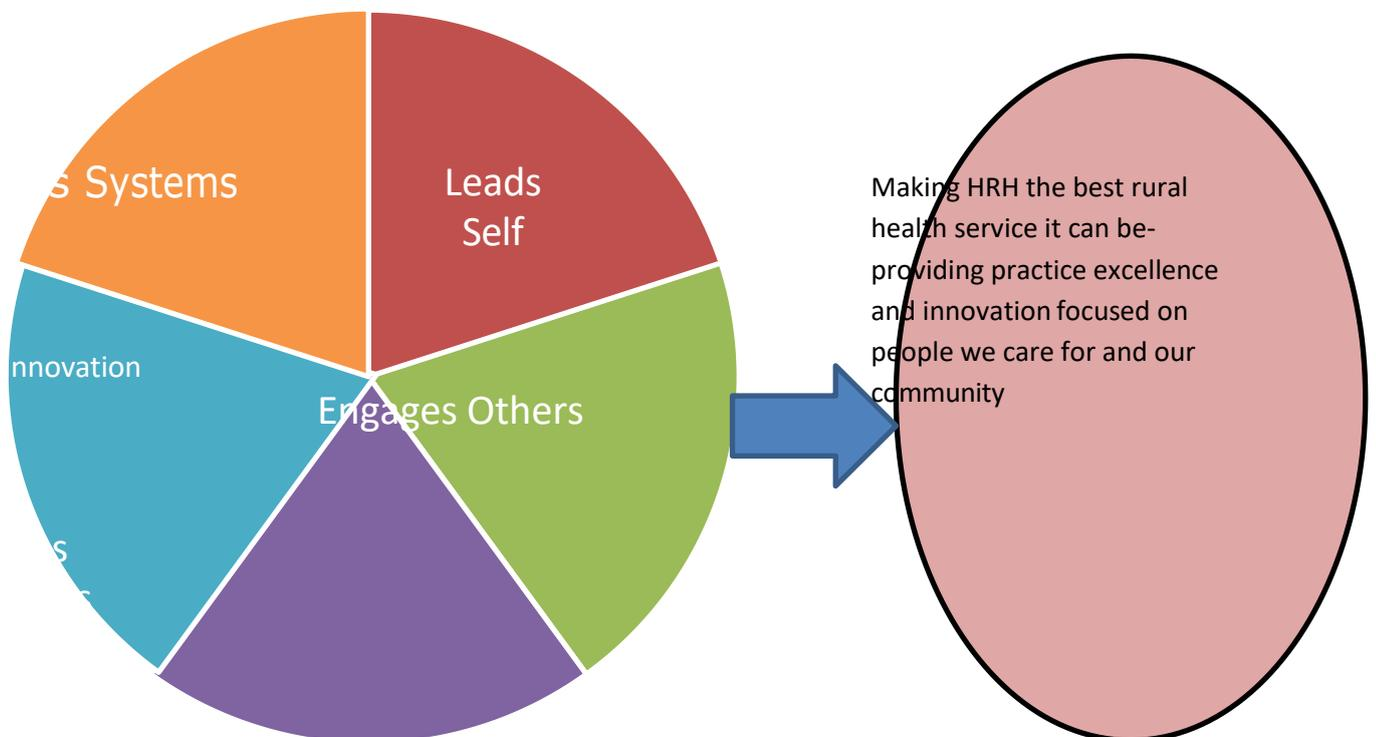 Systems
Leads
Self
nnovation
Engages Others
s
s
Making HRH the best rural
health service it can be-
providing practice excellence
and innovation focused on
people we care for and our
community